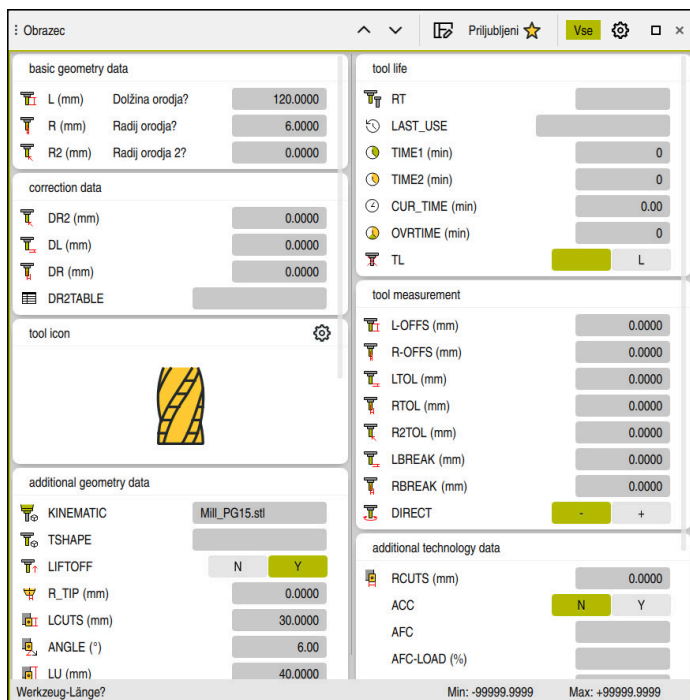 Obrazec
Priljubljeni
Vse
basic geometry data
L (mm) Dolžina orodja? 120.0000
R (mm) Radij orodja? 6.0000
R2 (mm) Radij orodja 2? 0.0000
correction data
DR2 (mm) 0.0000
DL (mm) 0.0000
DR (mm) 0.0000
DR2TABLE
tool icon
additional geometry data
KINEMATIC Mill_PG15.stl
TSHAPE
LIFTOFF N Y
R_TIP (mm) 0.0000
LCUTS (mm) 30.0000
ANGLE (°) 6.00
LU (mm) 40.0000
tool life
RT
LAST_USE
TIME1 (min) 0
TIME2 (min) 0
CUR_TIME (min) 0.00
OVRTIME (min) 0
TL L
tool measurement
L-OFFS (mm) 0.0000
R-OFFS (mm) 0.0000
LTOL (mm) 0.0000
RTOL (mm) 0.0000
R2TOL (mm) 0.0000
LBREAK (mm) 0.0000
RBREAK (mm) 0.0000
DIRECT - +
additional technology data
RCUTS (mm) 0.0000
ACC N Y
AFC
AFC-LOAD (%)
Werkzeug-Länge? Min: -99999.9999 Max: +99999.9999